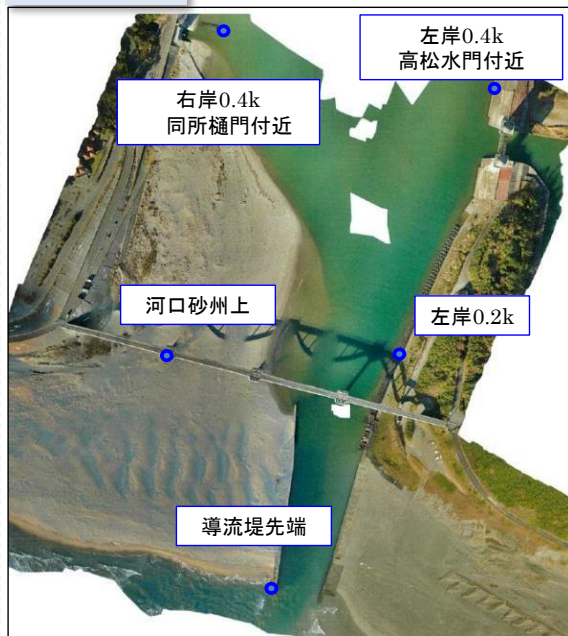 左岸0.4k
高松水門付近
右岸0.4k
同所樋門付近
河口砂州上
左岸0.2k
導流堤先端